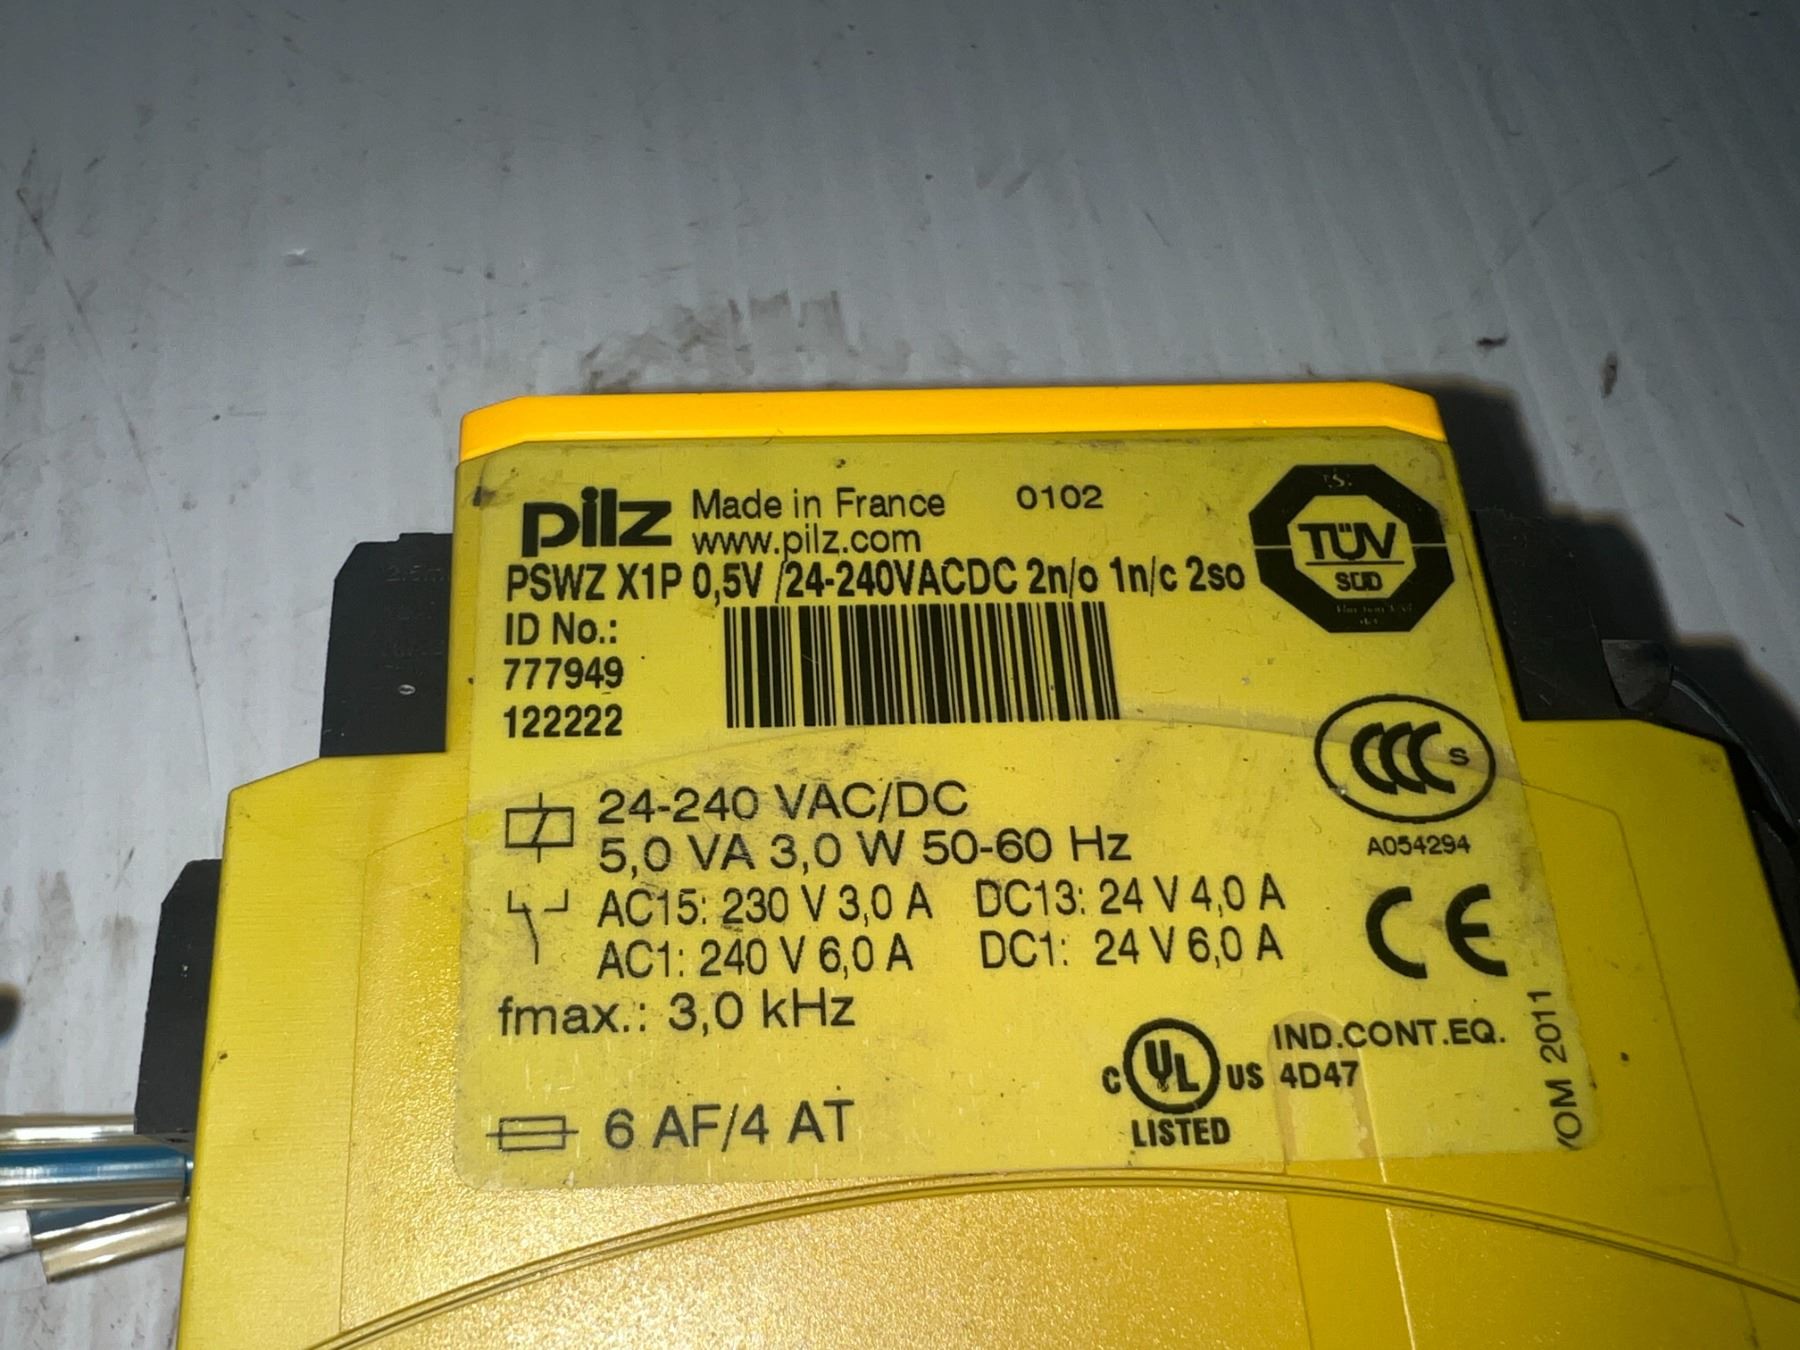 pilz Made in France 0102
www.pilz.com
PSWZ X1P 0,5V /24-240VACDC 2n/o 1n/c 2so
ID No.:
777949
122222
TÜV
SÜD
CCC S
A054294
24-240 VAC/DC
5,0 VA 3,0 W 50-60 Hz
AC15: 230 V 3,0 A DC13: 24 V 4,0 A
AC1: 240 V 6,0 A DC1: 24 V 6,0 A
CE
fmax.: 3,0 kHz
C UL US IND.CONT.EQ.
4D47
LISTED
6 AF/4 AT
YOM 2011